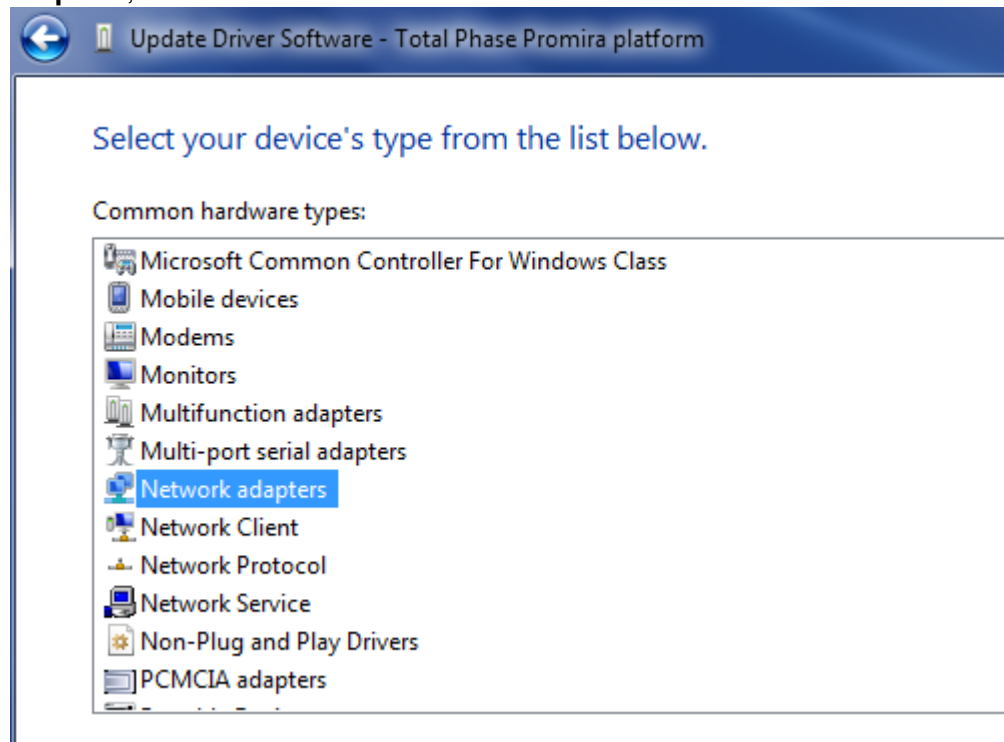 Update Driver Software - Total Phase Promira platform
Select your device's type from the list below.
Common hardware types:
Microsoft Common Controller For Windows Class
Mobile devices
Modems
Monitors
Multifunction adapters
Multi-port serial adapters
Network adapters
Network Client
Network Protocol
Network Service
Non-Plug and Play Drivers
PCMCIA adapters